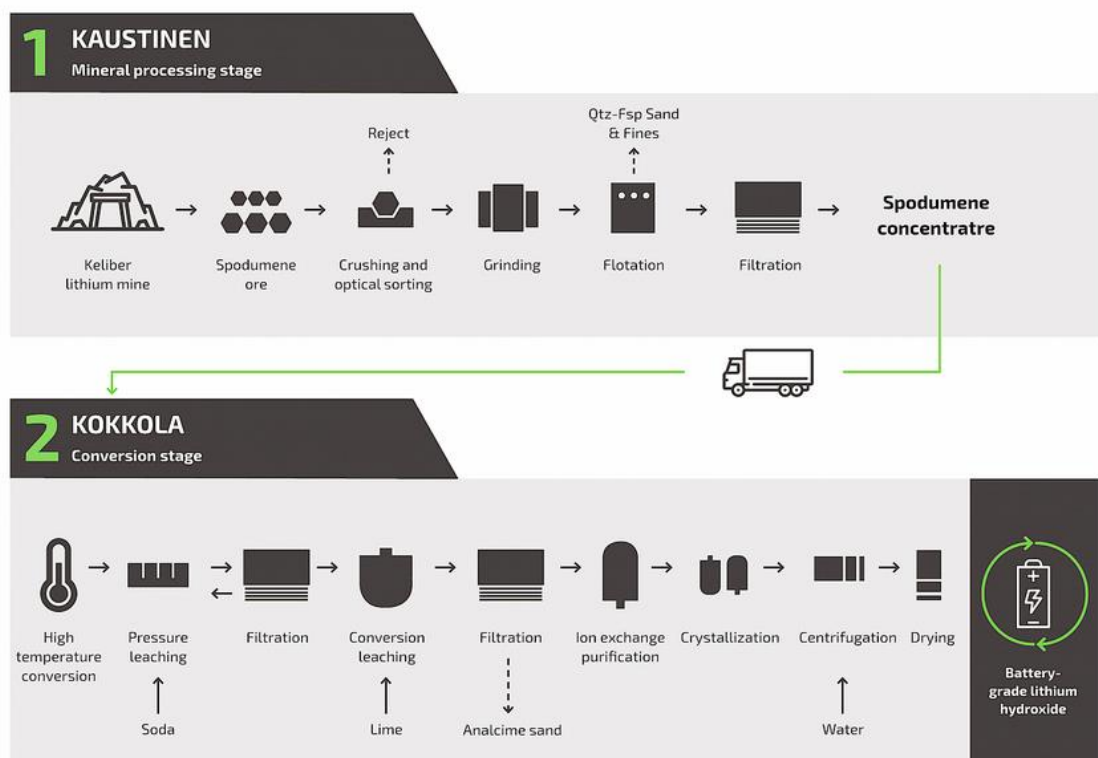 1
KAUSTINEN
Mineral processing stage
Reject
Qtz-Fsp Sand
& Fines
Keliber
lithium mine
Spodumene
ore
Crushing and
optical sorting
Grinding
Flotation
Filtration
Spodumene
concentratre
2
KOKKOLA
Conversion stage
High
temperature
conversion
Pressure
leaching
Filtration
Conversion
leaching
Filtration
Ion exchange
purification
Crystallization
Centrifugation
Drying
Soda
Lime
Analcime sand
Water
Battery-
grade lithium
hydroxide